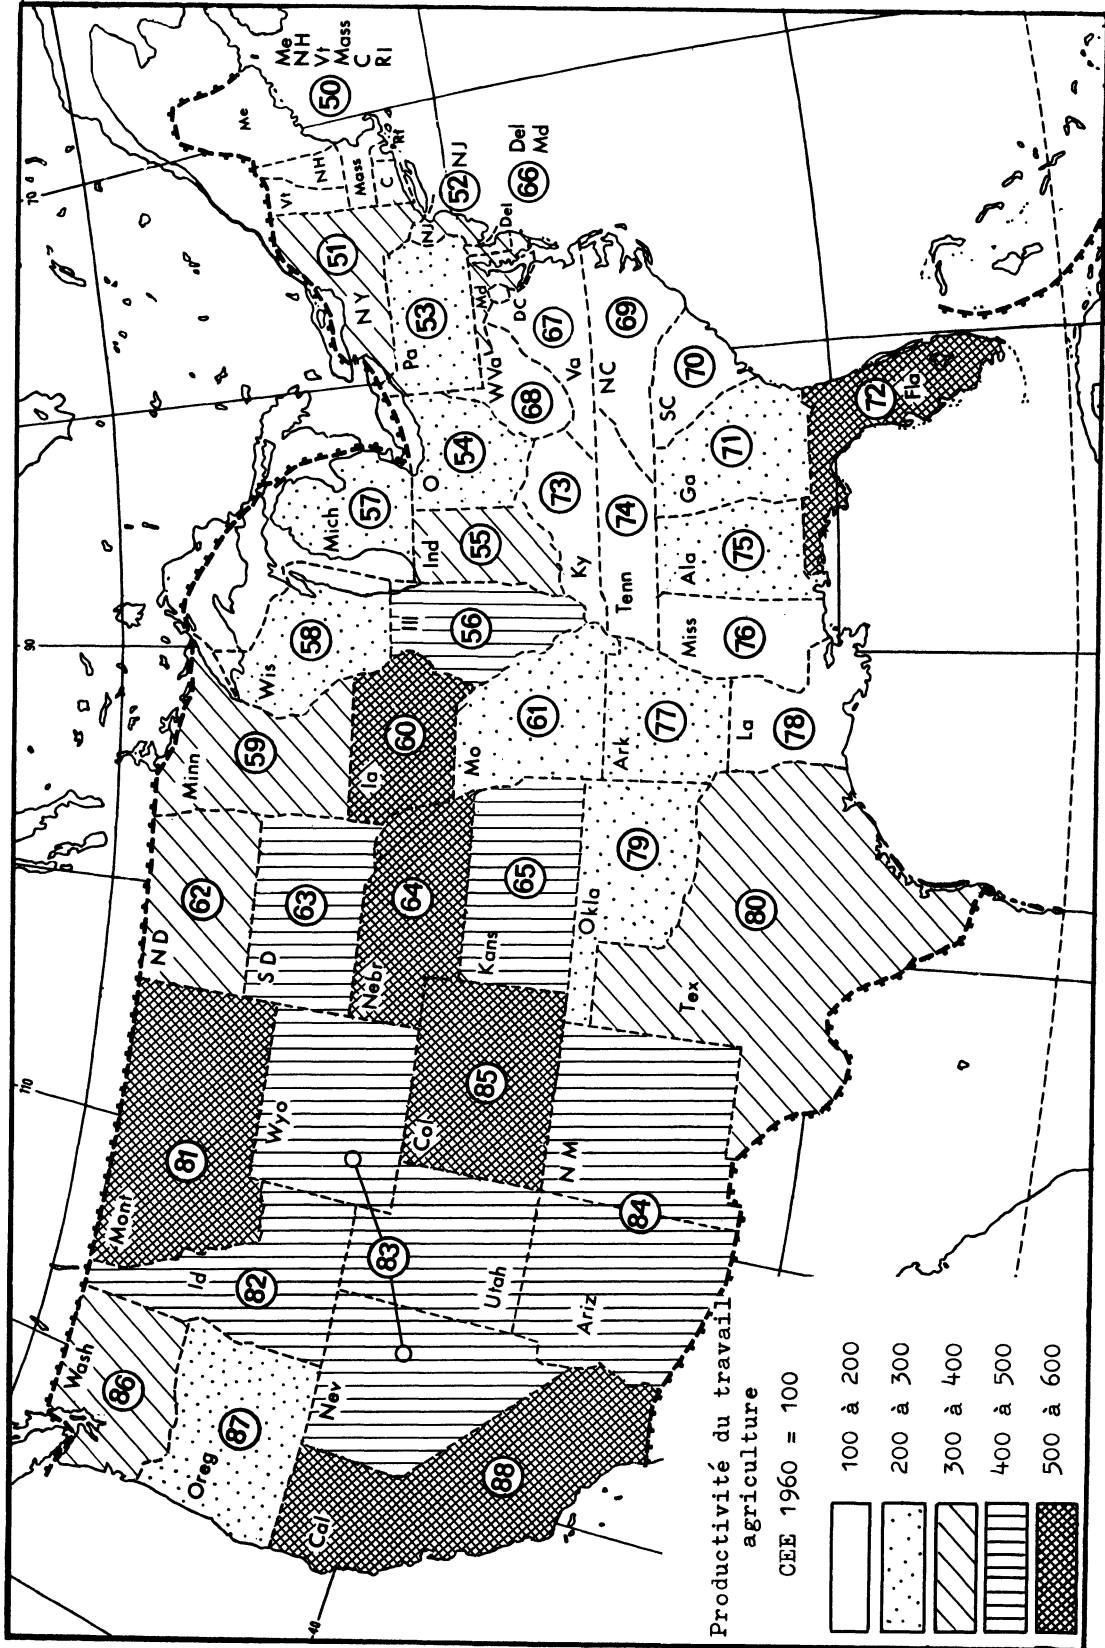 Productivité du travail
agriculture
CEE 1960 = 100
100 à 200
200 à 300
300 à 400
400 à 500
500 à 600
40
110
90
70
Wash
86
Oreg
87
Cal
88
Nev
Id
82
Mont
81
Wyo
83
Utah
Ariz
84
N M
Col
85
N D
62
S D
63
Nebr
64
Kans
65
Okla
79
Tex
80
Minn
59
Ia
60
Mo
61
Ark
77
La
78
Wis
58
Ill
56
Mich
57
Ind
55
54
Ky
73
Tenn
74
Miss
76
Ala
75
Ga
71
Fla
72
SC
70
NC
69
Va
67
W Va
68
Pa
53
N Y
51
Md
DC
Del
NJ
Vt
NH
Mass
C
RI
Me
50
Me
NH
Vt
Mass
C
RI
52 NJ
66
Del
Md